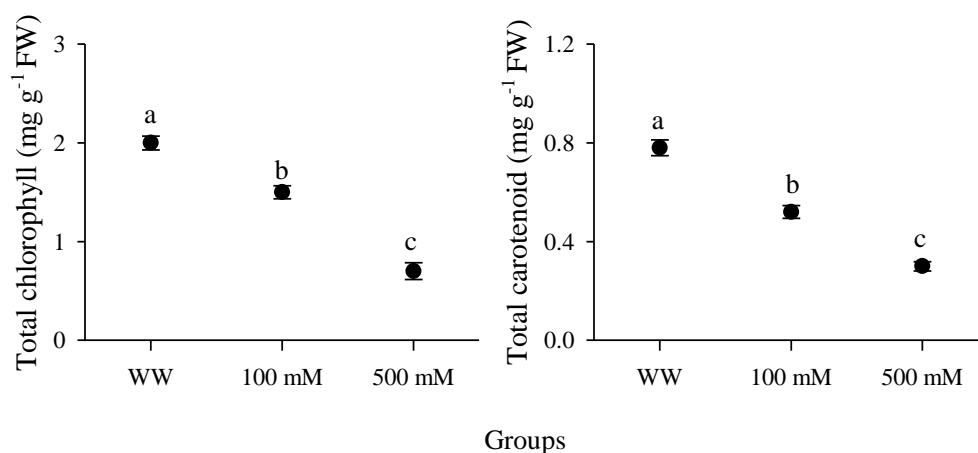 Total chlorophyll (mg g-1 FW)
3
2
1
0
a
b
c
WW
100 mM
500 mM
Total carotenoid (mg g-1 FW)
1.2
0.8
0.4
0.0
a
b
c
WW
100 mM
500 mM
Groups